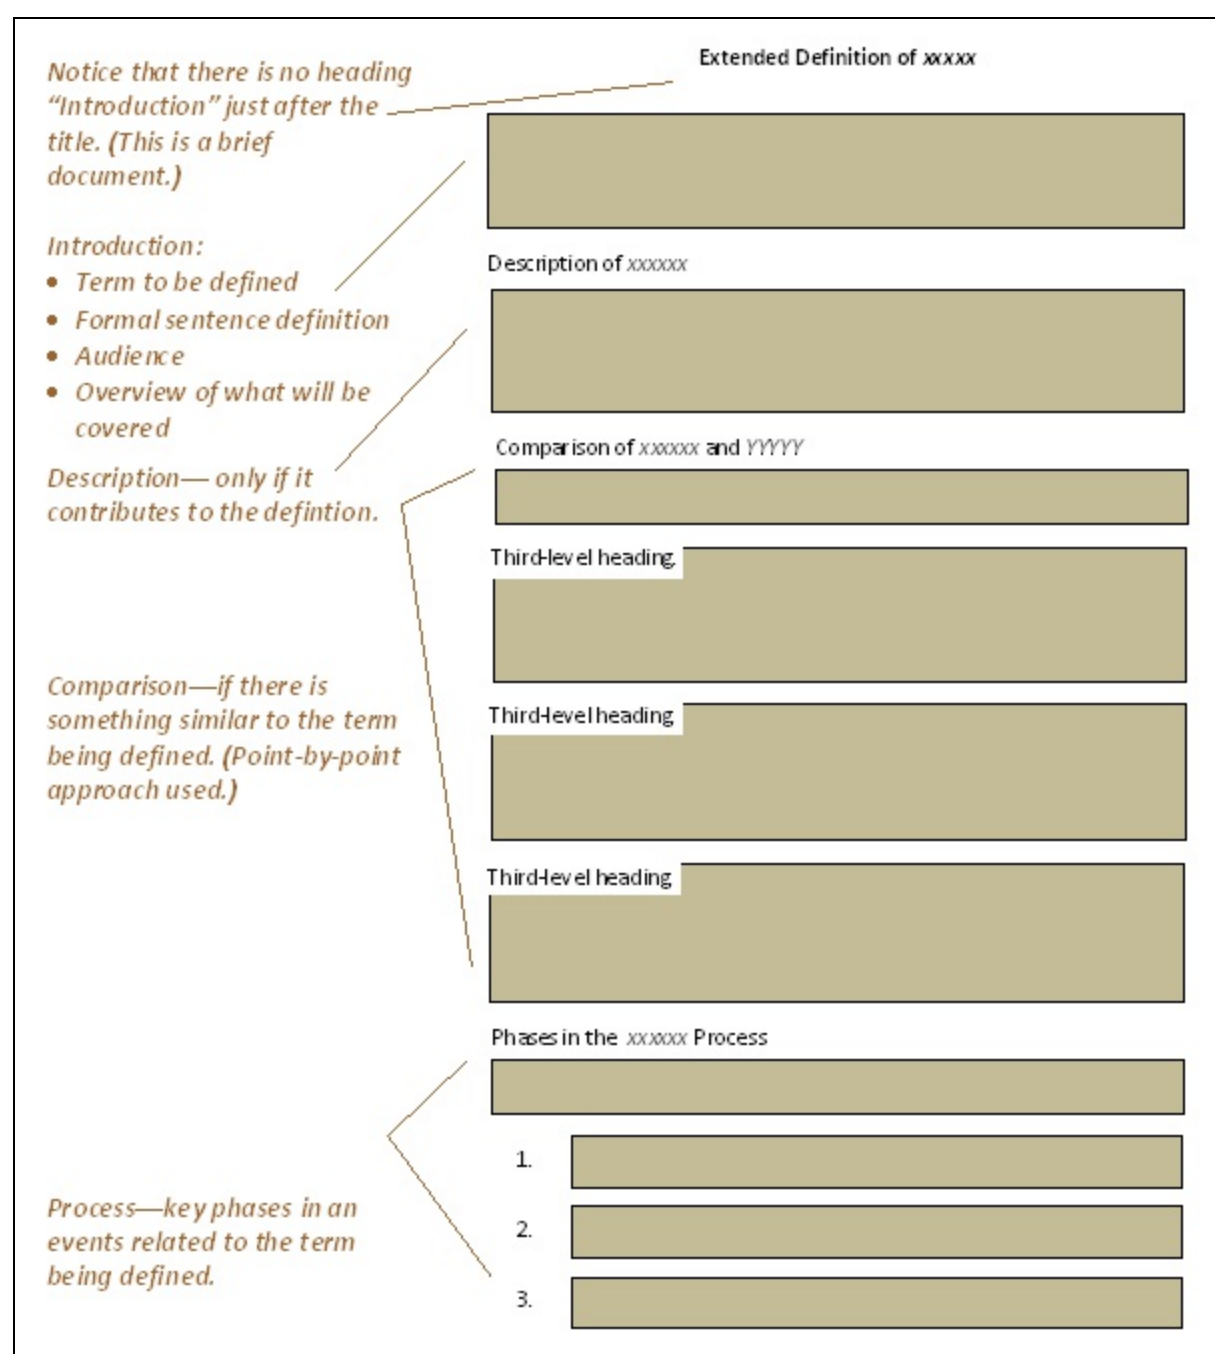 Extended Definition of xxxxx
Notice that there is no heading
“Introduction” just after the
title. (This is a brief
document.)
Introduction:
• Term to be defined
• Formal sentence definition
• Audience
• Overview of what will be
covered
Description— only if it
contributes to the defintion.
Comparison—if there is
something similar to the term
being defined. (Point-by-point
approach used.)
Process—key phases in an
events related to the term
being defined.
Description of xxxxxx
Comparison of xxxxxx and YYYYY
Third-level heading.
Third-level heading
Third-level heading
Phases in the xxxxxx Process
1.
2.
3.